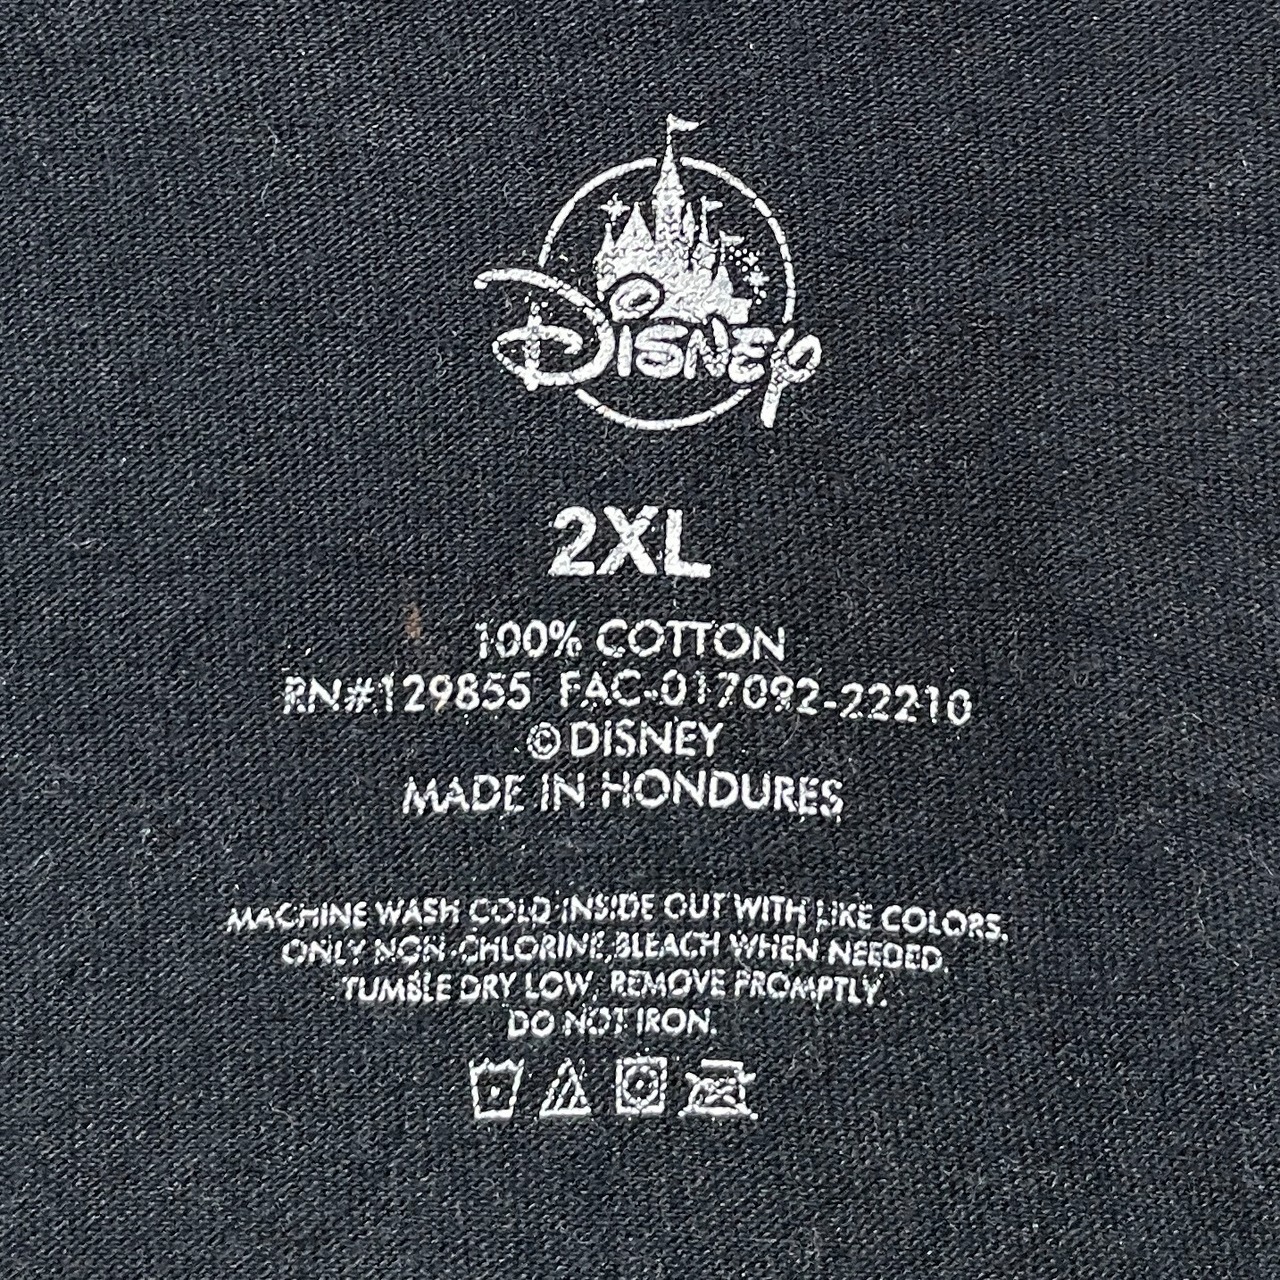 Disney
2XL
100% COTTON
RN#129855 FAC-017092-22210
© DISNEY
MADE IN HONDURES
MACHINE WASH COLD INSIDE OUT WITH LIKE COLORS.
ONLY NON-CHLORINE BLEACH WHEN NEEDED.
TUMBLE DRY LOW, REMOVE PROMPTLY.
DO NOT IRON.